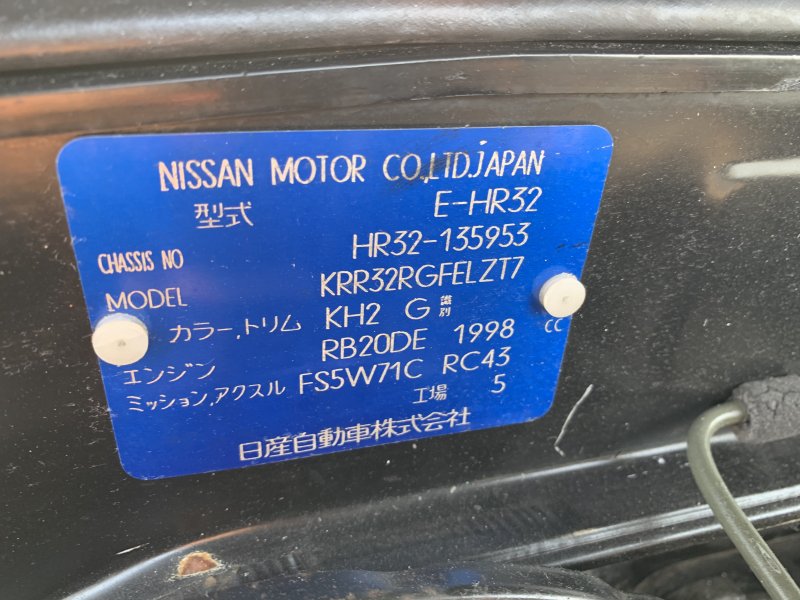 NISSAN MOTOR CO.,LTD.JAPAN
型式 E-HR32
CHASSIS NO HR32-135953
MODEL KRR32RGFELZT7
カラー,トリム KH2 G 識別
エンジン RB20DE 1998 CC
ミッション,アクスル FS5W71C RC43
工場 5
日産自動車株式会社